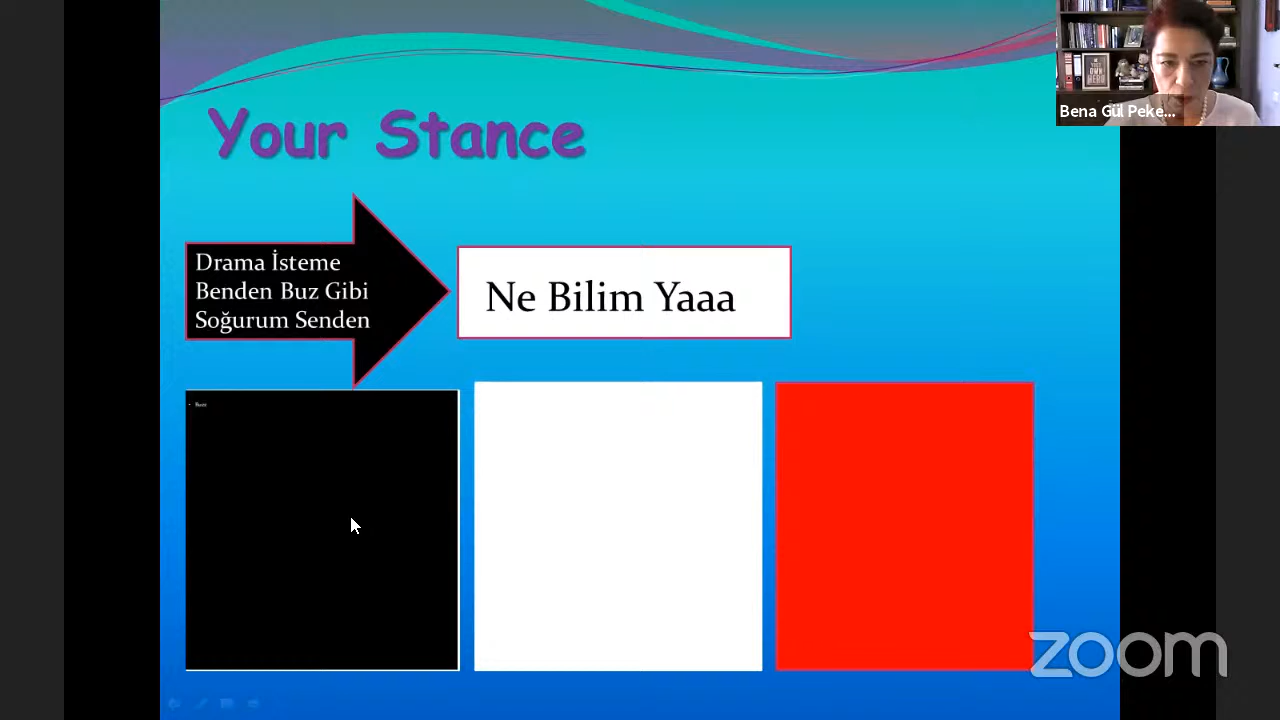 Your Stance
Drama İsteme
Benden Buz Gibi
Soğurum Senden
Ne Bilim Yaaa
Bena Gül Peke...
zoom